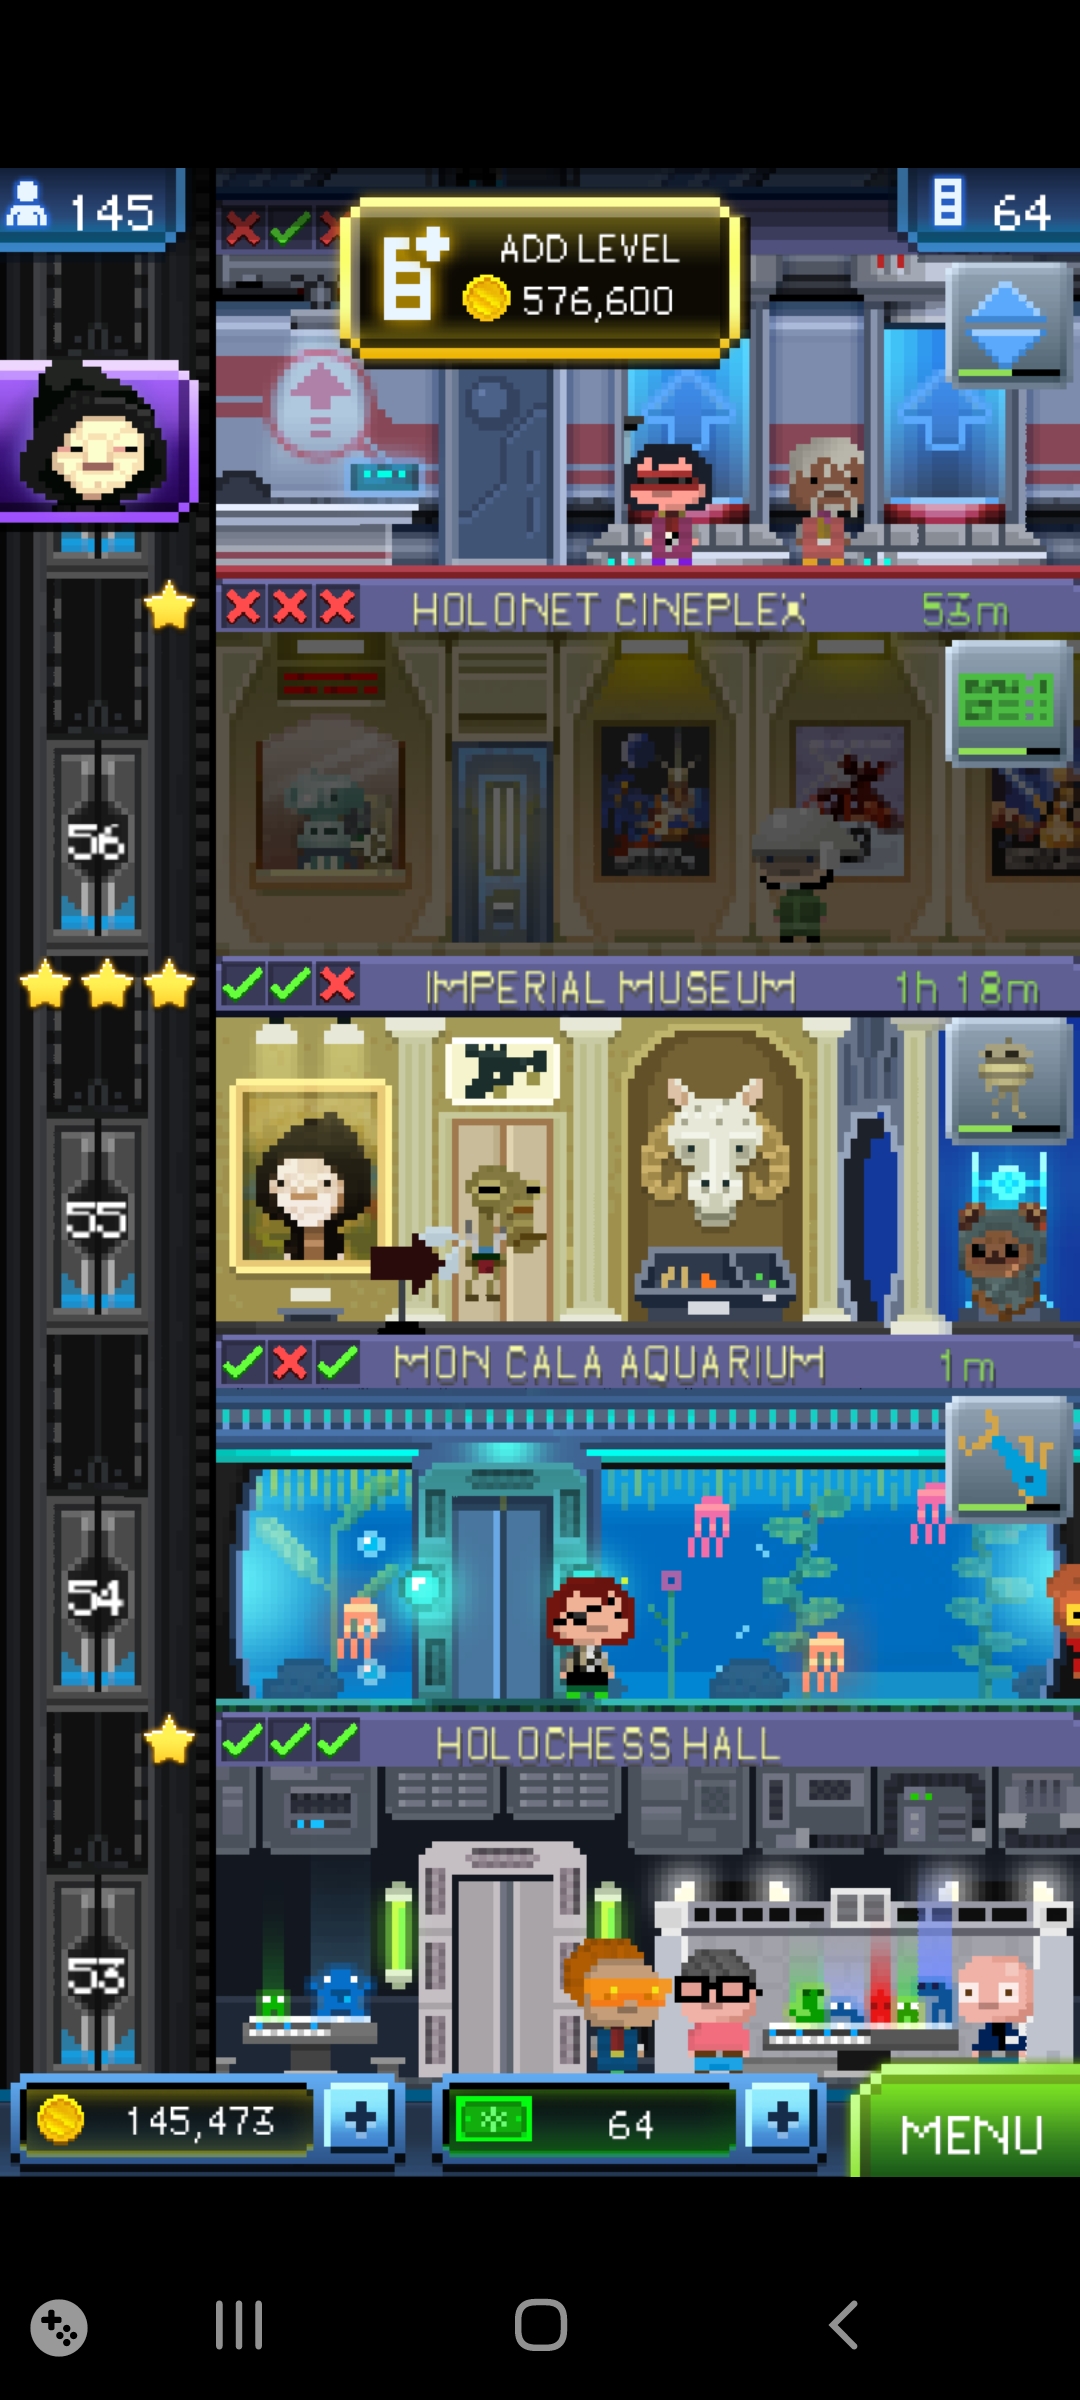 145
64
ADD LEVEL
576,600
HOLONET CINEPLEX 53m
56
IMPERIAL MUSEUM 1h 18m
55
MON CALA AQUARIUM 1m
54
HOLOCHESS HALL
53
145,473
64
MENU